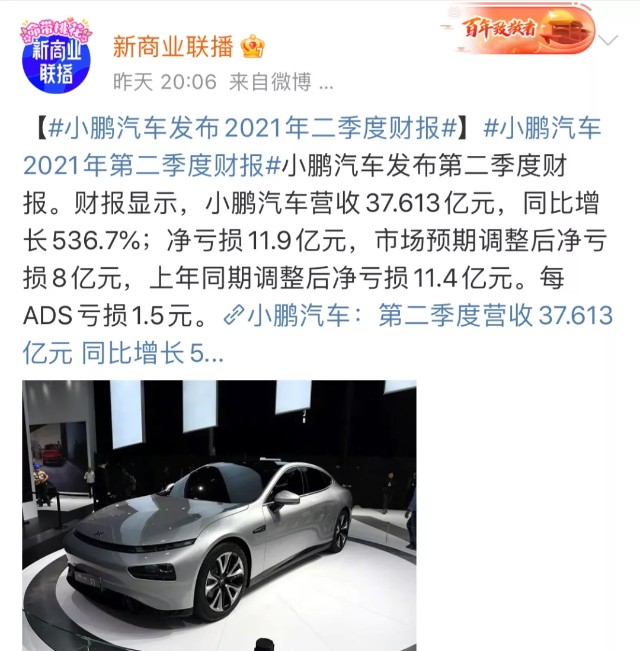 卸带挑花
新商业
联播
新商业联播
百年致敬者
昨天 20:06 来自微博 ...
【#小鹏汽车发布2021年二季度财报#】#小鹏汽车
2021年第二季度财报#小鹏汽车发布第二季度财
报。财报显示，小鹏汽车营收37.613亿元，同比增
长536.7%；净亏损11.9亿元，市场预期调整后净亏
损8亿元，上年同期调整后净亏损11.4亿元。每
ADS亏损1.5元。小鹏汽车：第二季度营收37.613
亿元 同比增长5...